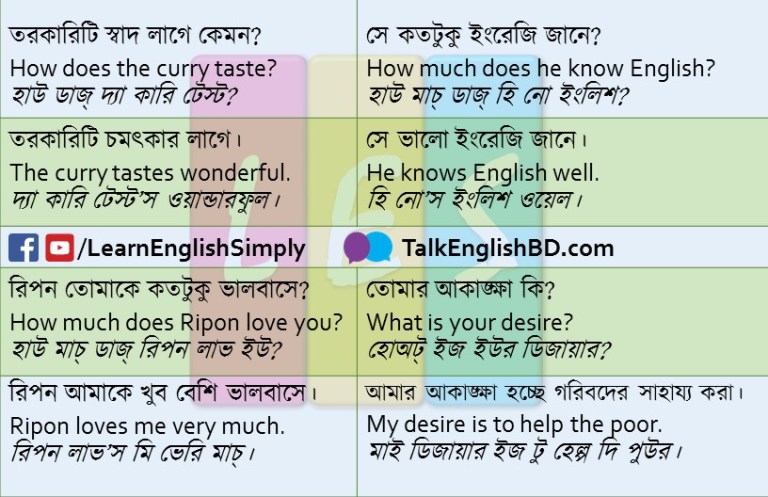 তরকারিটি স্বাদ লাগে কেমন?
How does the curry taste?
হাউ ডাজ্ দ্যা কারি টেস্ট?
সে কতটুকু ইংরেজি জানে?
How much does he know English?
হাউ মাচ্ ডাজ্ হি নো ইংলিশ?
তরকারিটি চমৎকার লাগে।
The curry tastes wonderful.
দ্যা কারি টেস্ট’স ওয়ান্ডারফুল।
সে ভালো ইংরেজি জানে।
He knows English well.
হি নো’স ইংলিশ ওয়েল।
/LearnEnglishSimply
TalkEnglishBD.com
LES
রিপন তোমাকে কতটুকু ভালবাসে?
How much does Ripon love you?
হাউ মাচ্ ডাজ্ রিপন লাভ ইউ?
তোমার আকাঙ্ক্ষা কি?
What is your desire?
হোঅট্ ইজ ইউর ডিজায়ার?
রিপন আমাকে খুব বেশি ভালবাসে।
Ripon loves me very much.
রিপন লাভ’স মি ভেরি মাচ্।
আমার আকাঙ্ক্ষা হচ্ছে গরিবদের সাহায্য করা।
My desire is to help the poor.
মাই ডিজায়ার ইজ টু হেল্প দি পুউর।